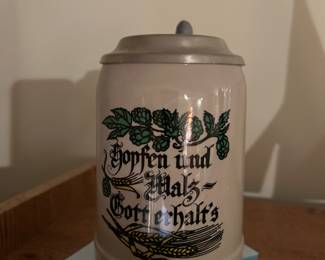 Hopfen und
Malz-
Gott erhalt's